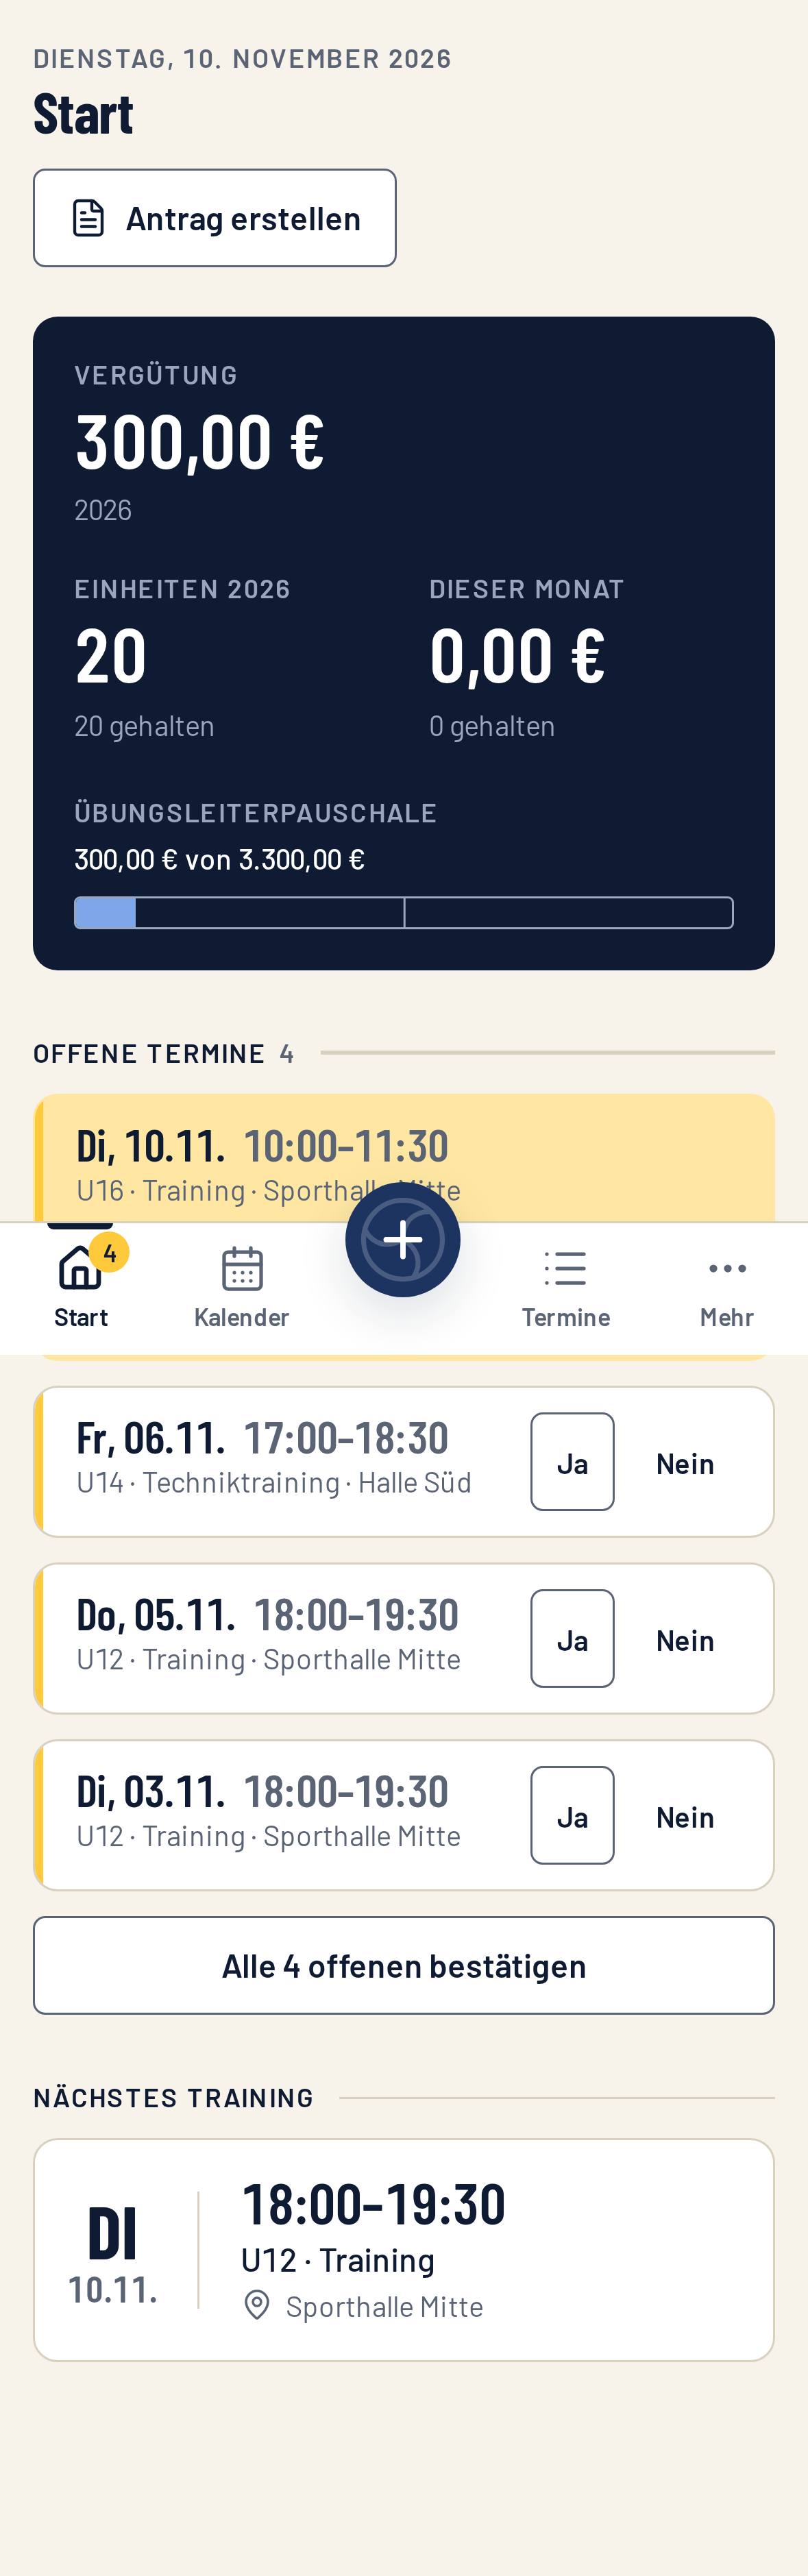 DIENSTAG, 10. NOVEMBER 2026
Start
Antrag erstellen
VERGÜTUNG
300,00 €
2026
EINHEITEN 2026
20
20 gehalten
DIESER MONAT
0,00 €
0 gehalten
ÜBUNGSLEITERPAUSCHALE
300,00 € von 3.300,00 €
OFFENE TERMINE 4
Di, 10.11. 10:00–11:30
U16 · Training · Sporthalle Mitte
4
Start
Kalender
Termine
Mehr
Fr, 06.11. 17:00–18:30
U14 · Techniktraining · Halle Süd
Ja
Nein
Do, 05.11. 18:00–19:30
U12 · Training · Sporthalle Mitte
Ja
Nein
Di, 03.11. 18:00–19:30
U12 · Training · Sporthalle Mitte
Ja
Nein
Alle 4 offenen bestätigen
NÄCHSTES TRAINING
DI
10.11.
18:00–19:30
U12 · Training
Sporthalle Mitte